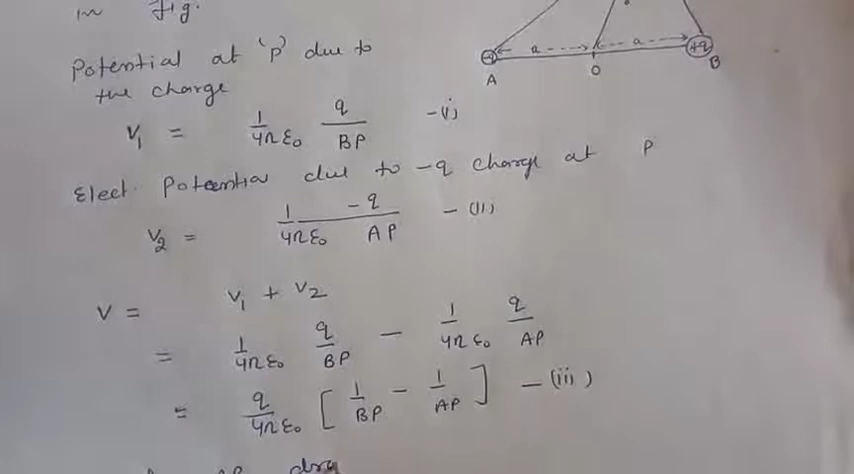 in fig.
Potential at 'P' due to
the charge
V₁ = 1/4πε₀ q/BP - (i)
Elect. Potential due to -q charge at P
V₂ = 1/4πε₀ -q/AP - (ii)
V = V₁ + V₂
= 1/4πε₀ q/BP - 1/4πε₀ q/AP
= q/4πε₀ [1/BP - 1/AP] - (iii)
-q a a +q
A O B